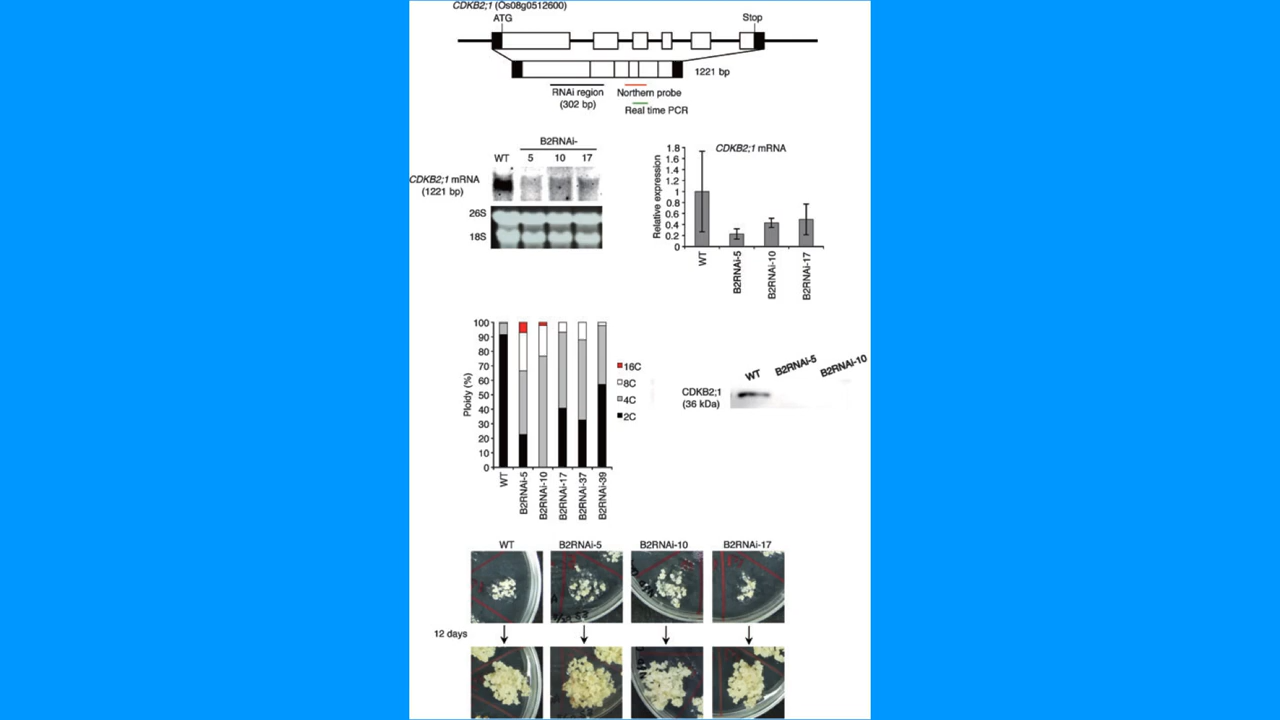 CDKB2;1 (Os08g0512600)
ATG
Stop
1221 bp
RNAi region
(302 bp)
Northern probe
Real time PCR
B2RNAi-
WT 5 10 17
CDKB2;1 mRNA
(1221 bp)
26S
18S
CDKB2;1 mRNA
Relative expression
1.8
1.6
1.4
1.2
1
0.8
0.6
0.4
0.2
0
WT
B2RNAi-5
B2RNAi-10
B2RNAi-17
Ploidy (%)
100
90
80
70
60
50
40
30
20
10
0
16C
8C
4C
2C
WT
B2RNAi-5
B2RNAi-10
B2RNAi-17
B2RNAi-37
B2RNAi-39
WT B2RNAi-5 B2RNAi-10
CDKB2;1
(36 kDa)
WT B2RNAi-5 B2RNAi-10 B2RNAi-17
12 days